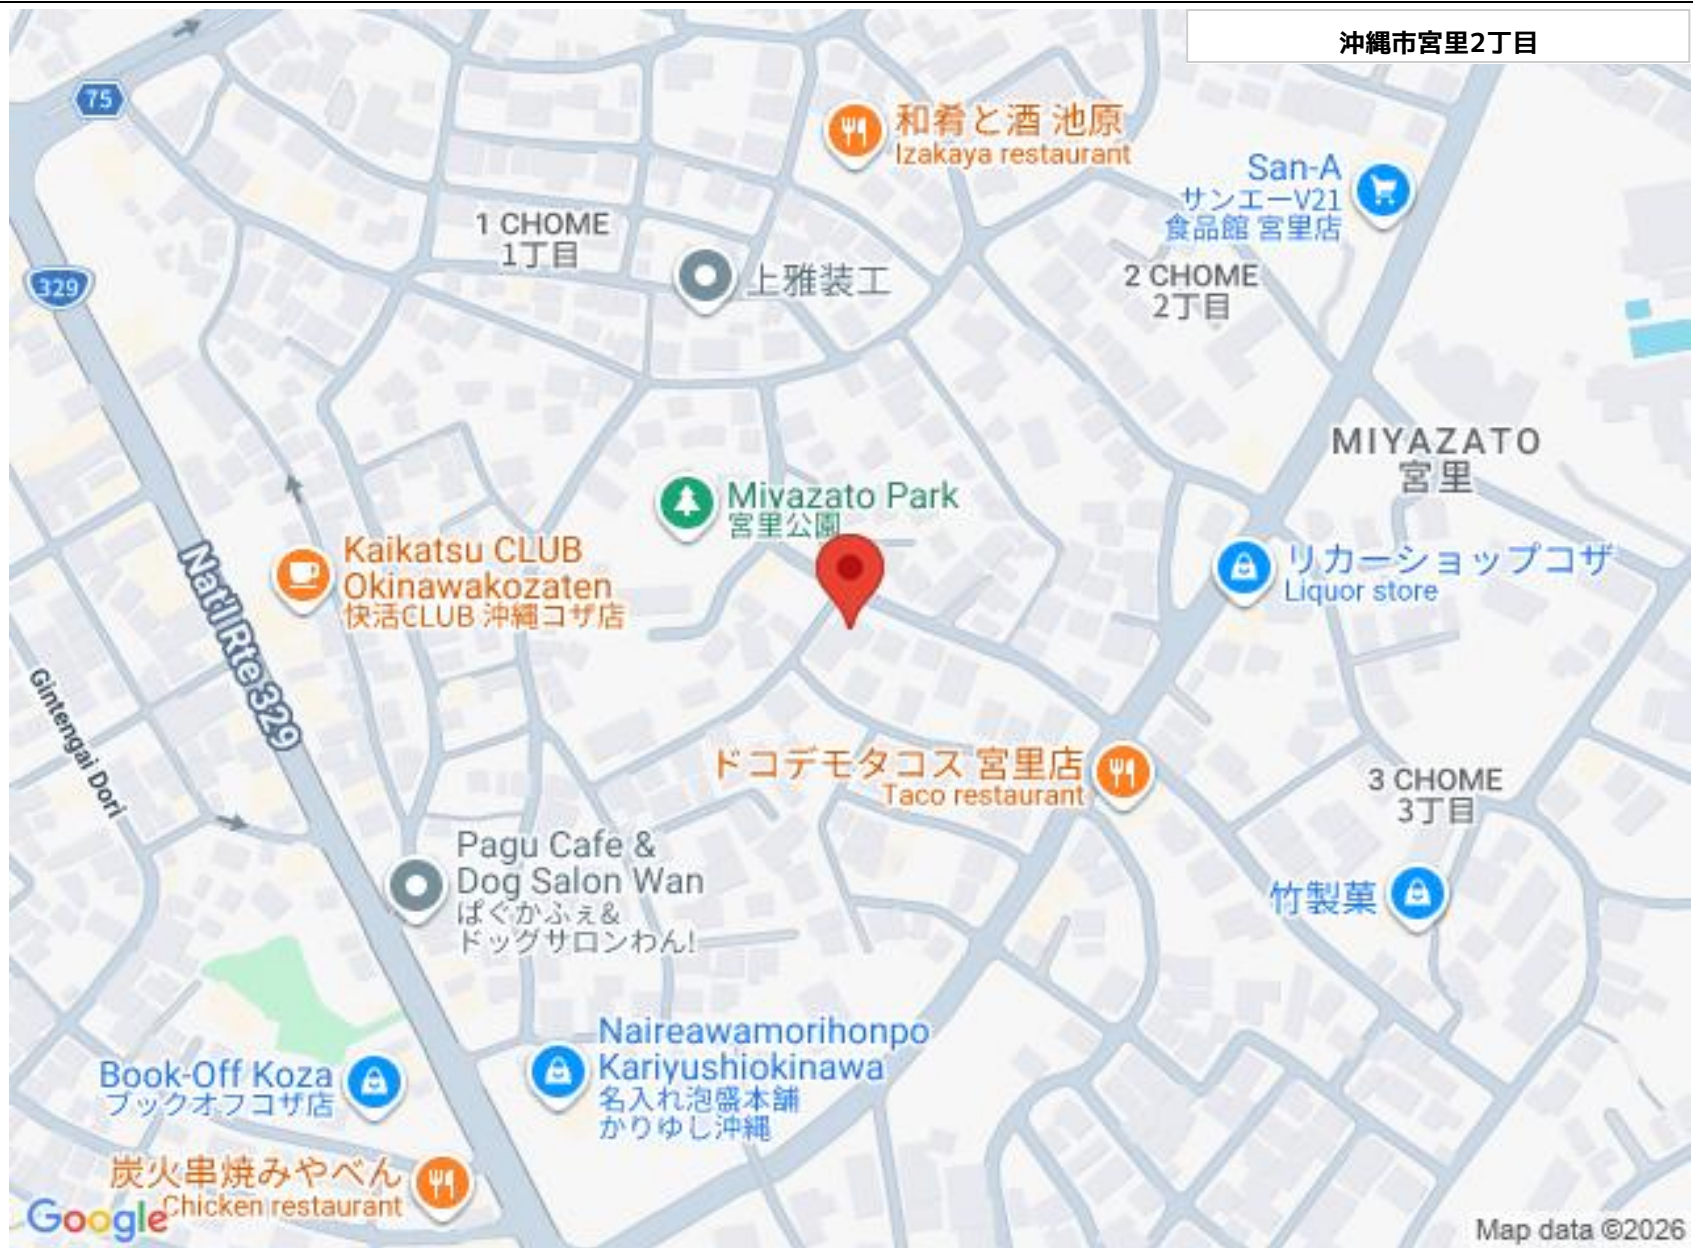 沖縄市宮里2丁目
75
和肴と酒 池原
Izakaya restaurant
San-A
サンエーV21
食品館 宮里店
1 CHOME
1丁目
329
上雅装工
2 CHOME
2丁目
MIYAZATO
宮里
Miyazato Park
宮里公園
Kaikatsu CLUB
Okinawakozaten
快活CLUB 沖縄コザ店
リカーショップコザ
Liquor store
Nat'l Rte 329
Gintengai Dori
ドコデモタコス 宮里店
Taco restaurant
3 CHOME
3丁目
Pagu Cafe &
Dog Salon Wan
ぱぐかふぇ&
ドッグサロンわん!
竹製菓
Naireawamorihonpo
Kariyushiokinawa
名入れ泡盛本舗
かりゆし沖縄
Book-Off Koza
ブックオフコザ店
炭火串焼みやべん
Chicken restaurant
Google
Map data ©2026